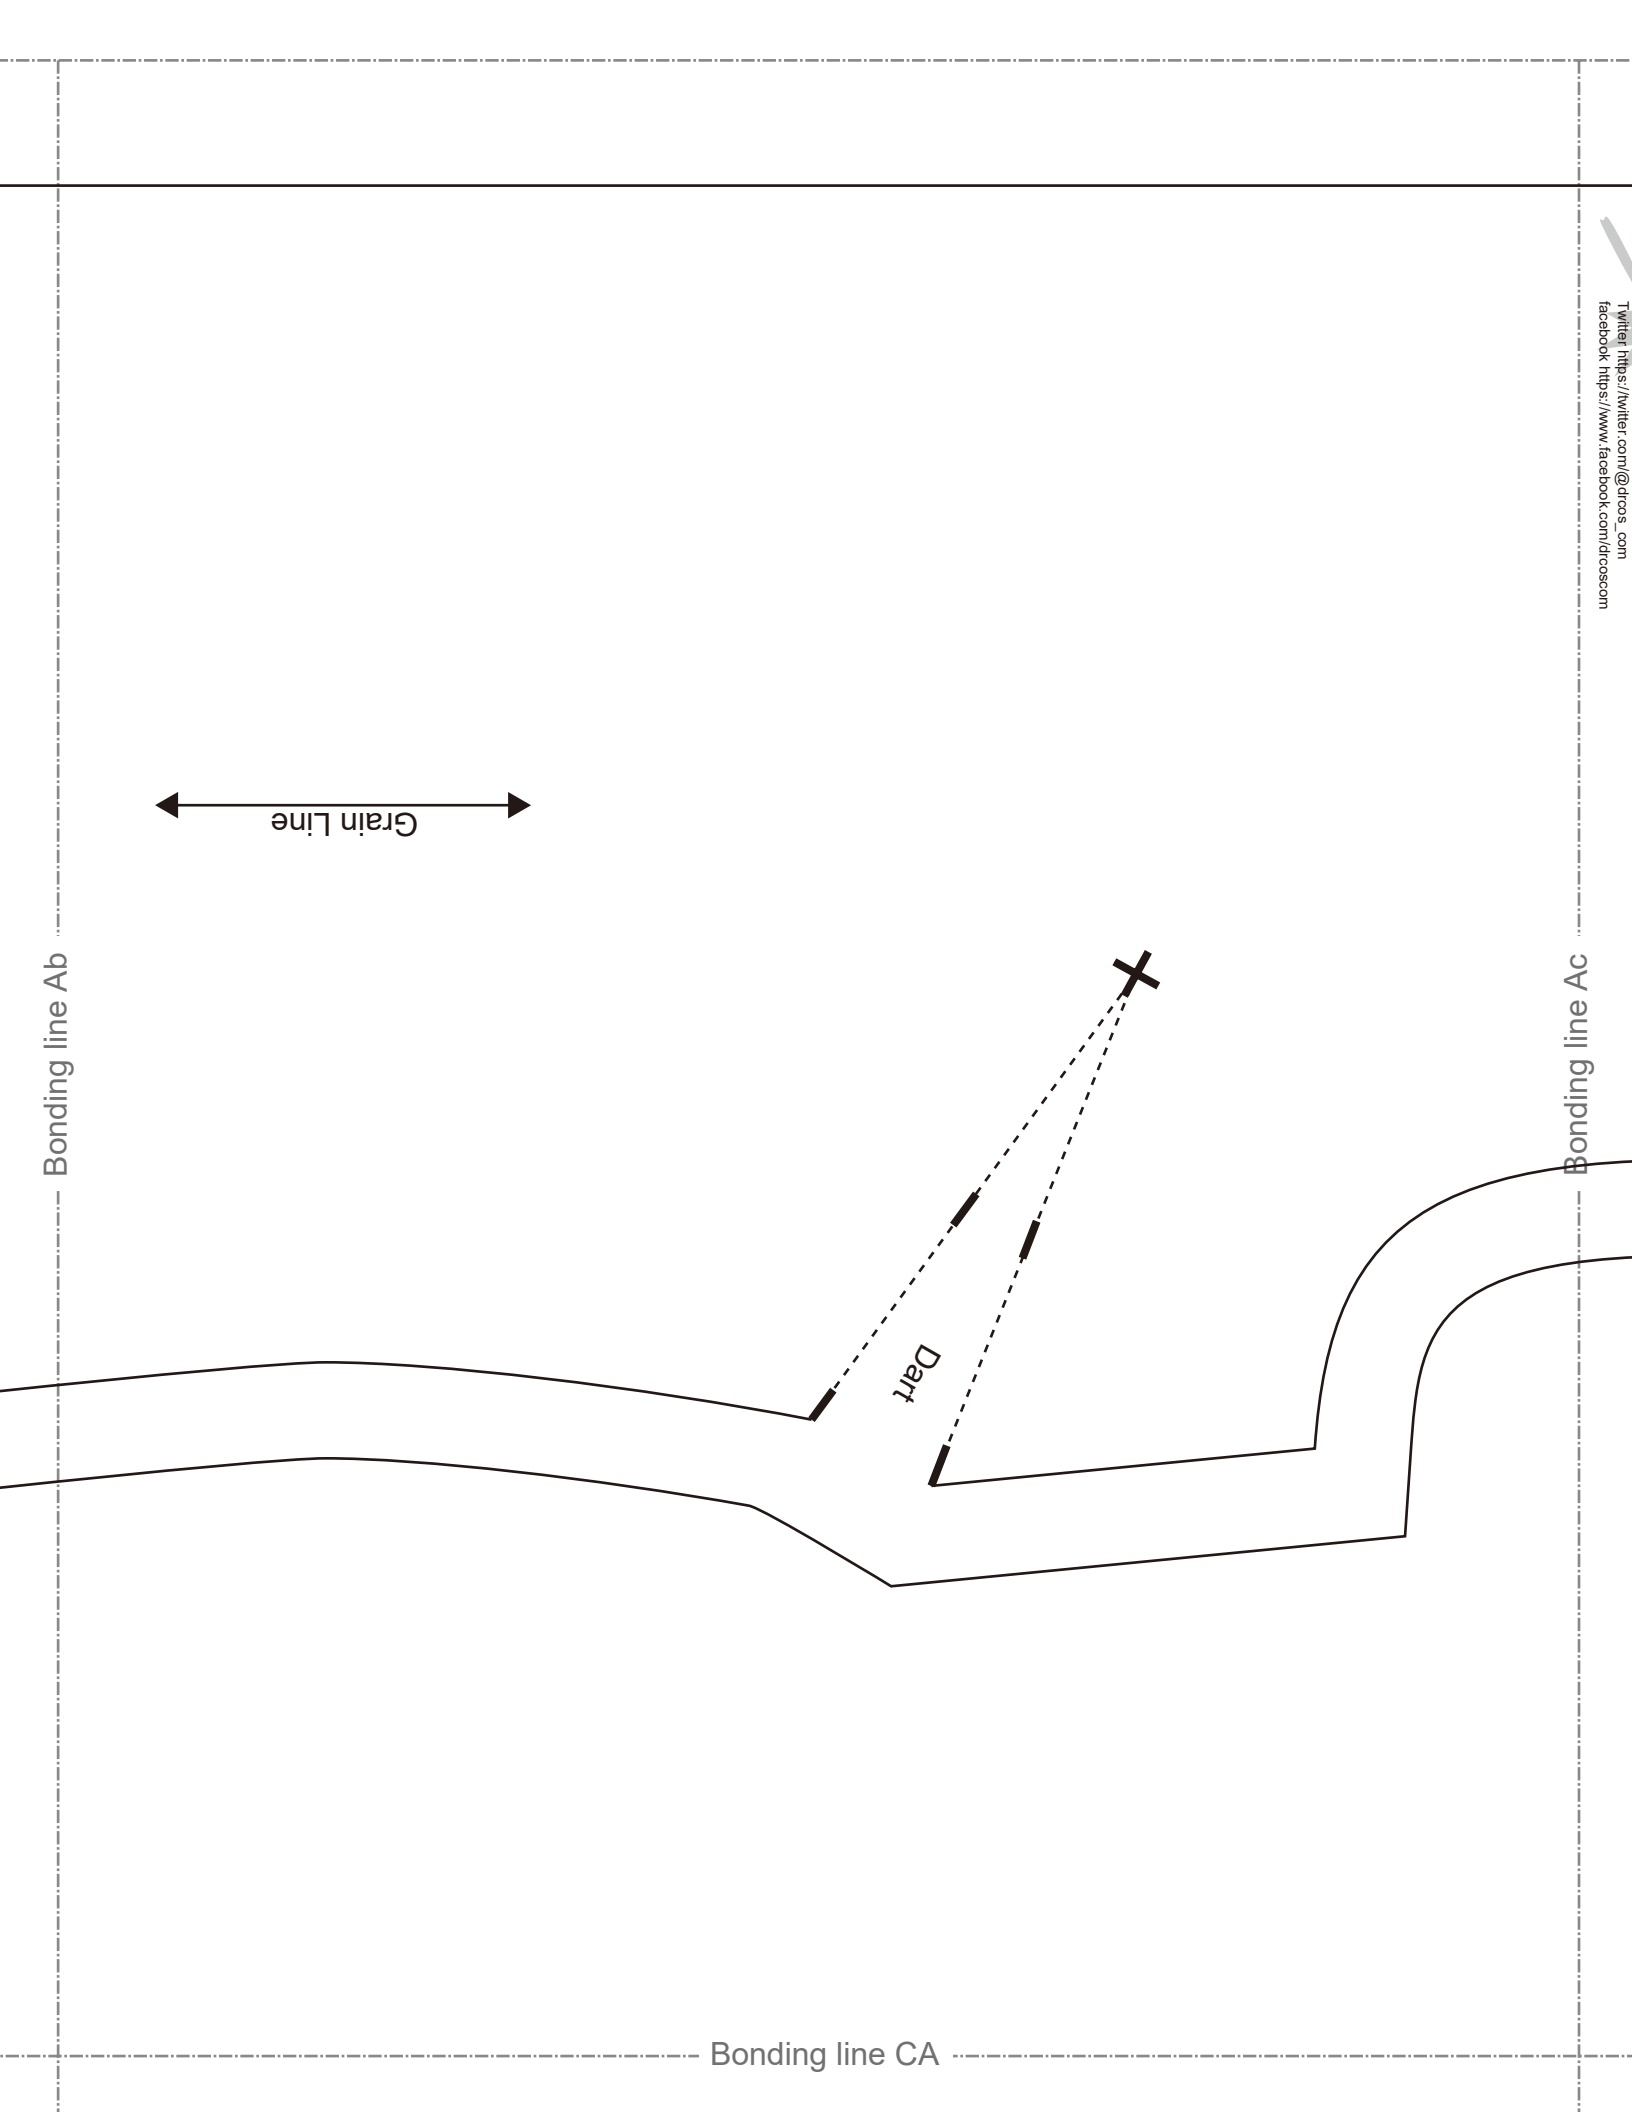 Twitter https://twitter.com/@drcos_com
facebook https://www.facebook.com/drcoscom
Grain Line
Bonding line Ab
Bonding line Ac
Dart
Bonding line CA